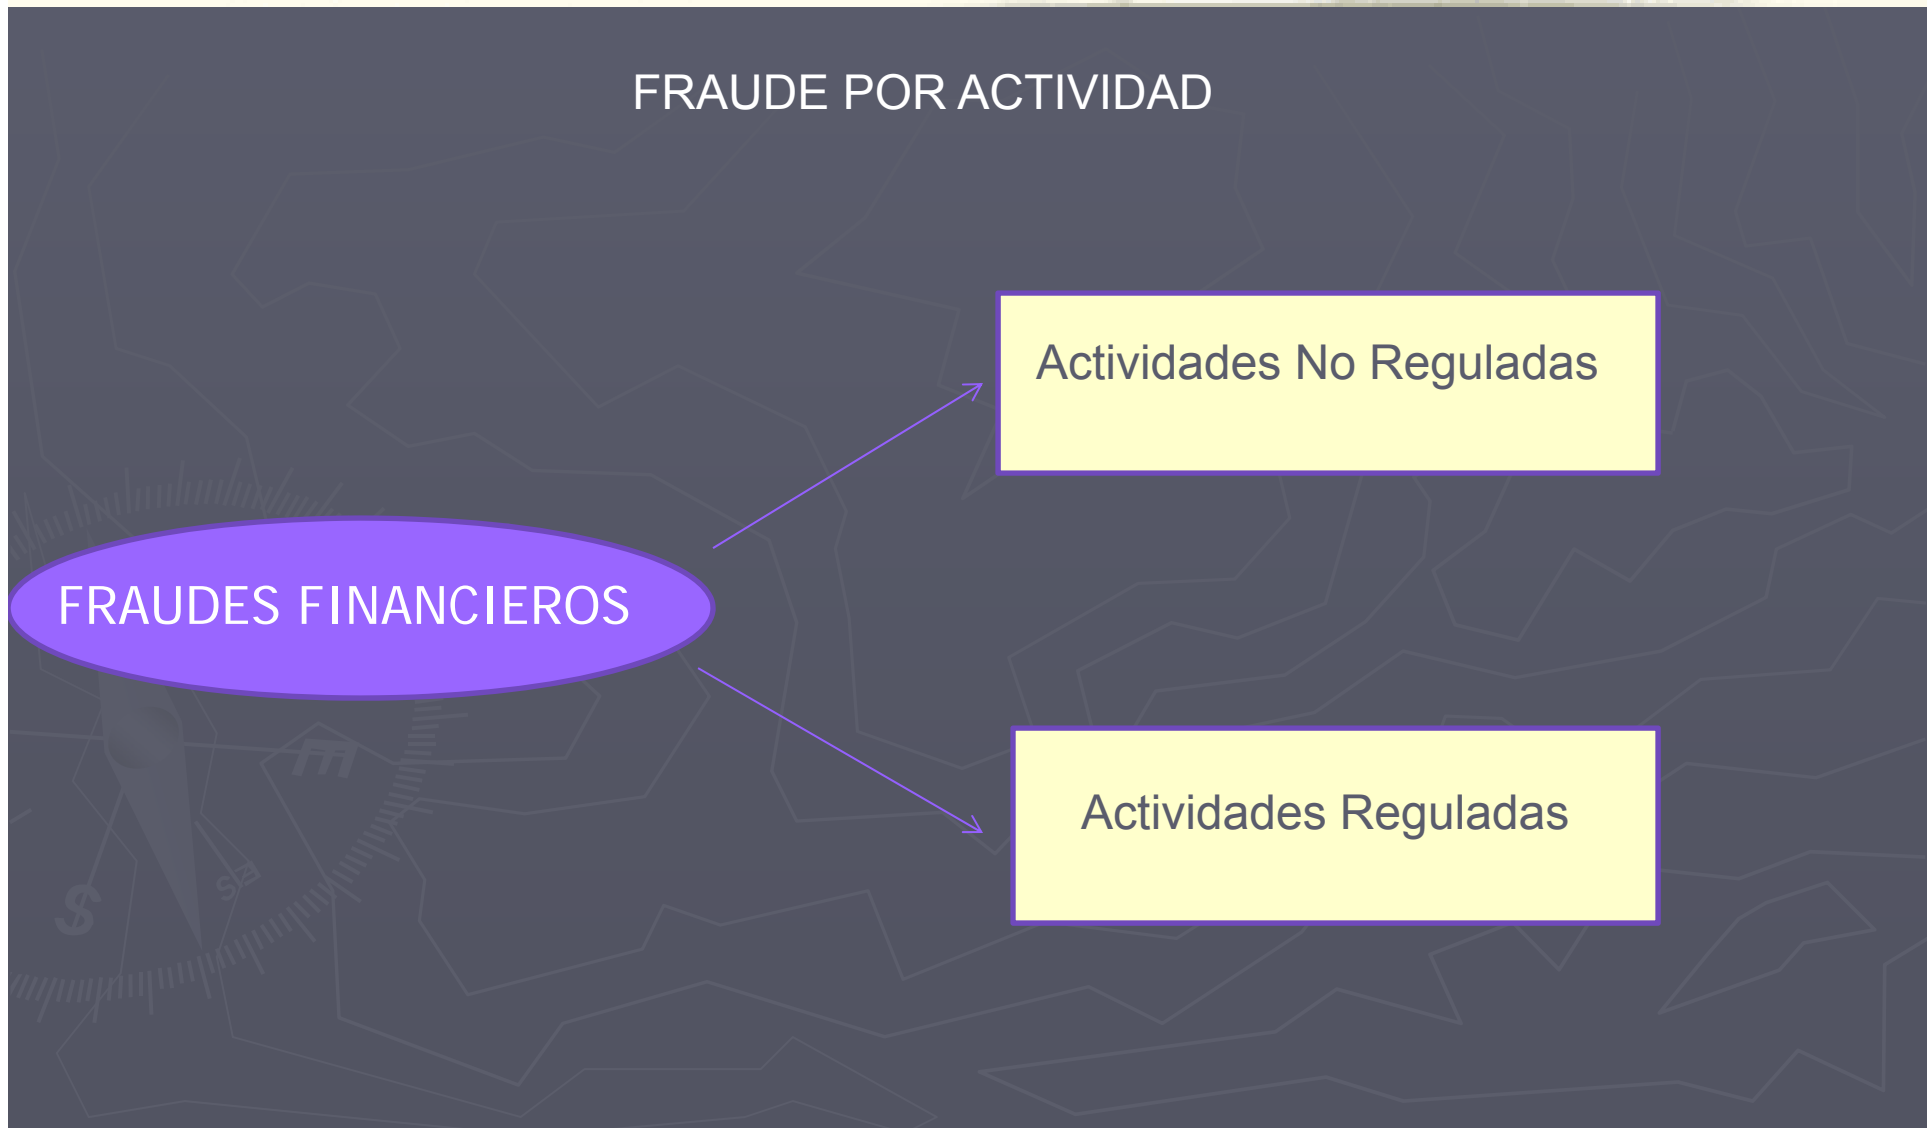 FRAUDE POR ACTIVIDAD
Actividades No Reguladas
FRAUDES FINANCIEROS
Actividades Reguladas
E
$